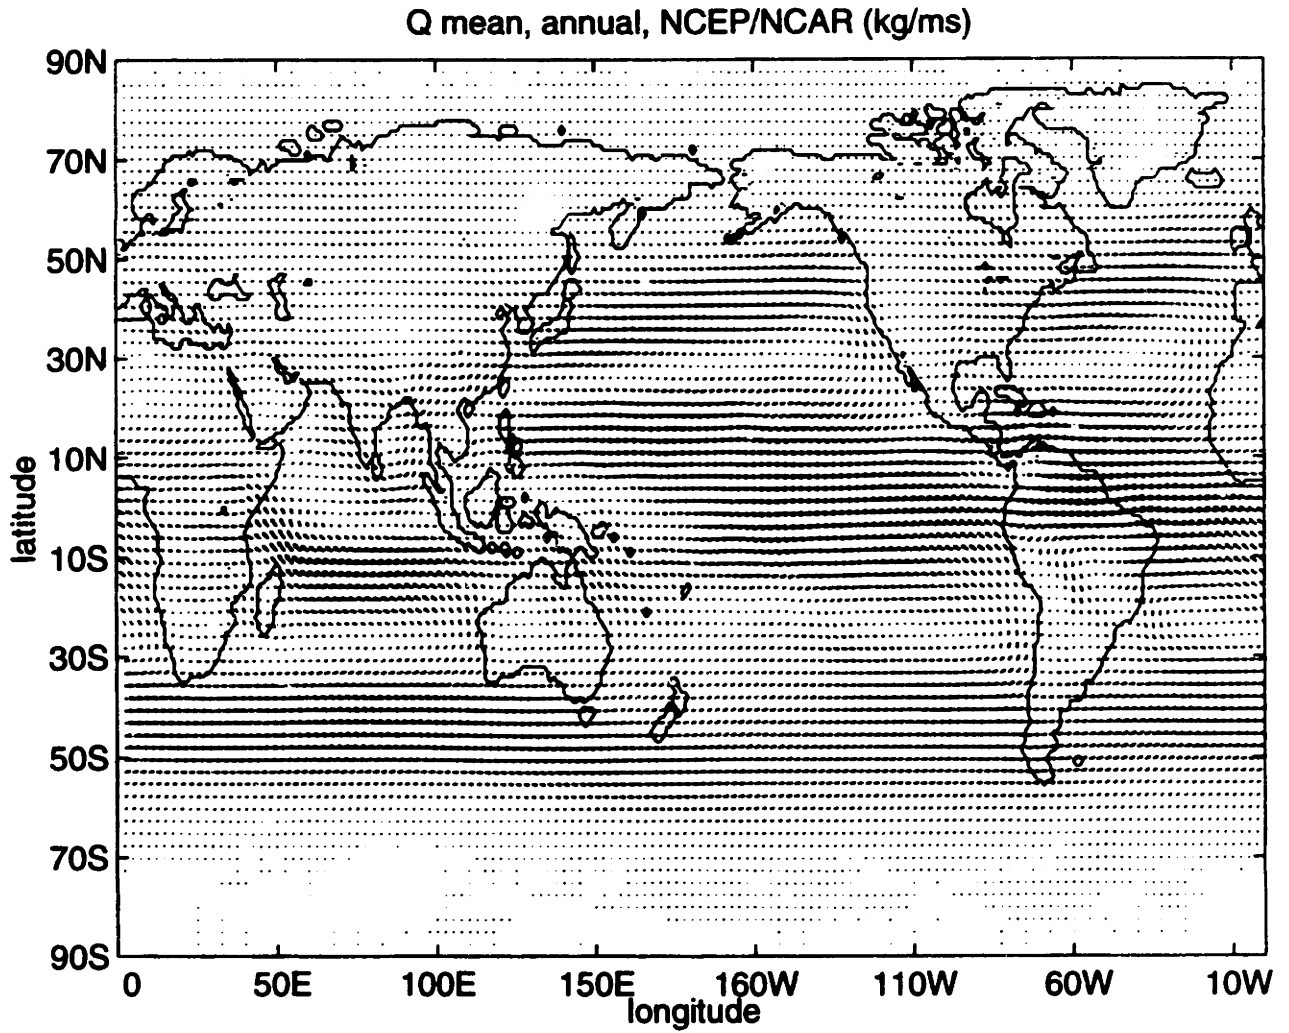 Q mean, annual, NCEP/NCAR (kg/ms)
90N
70N
50N
30N
10N
10S
30S
50S
70S
90S
latitude
0 50E 100E 150E 160W 110W 60W 10W
longitude